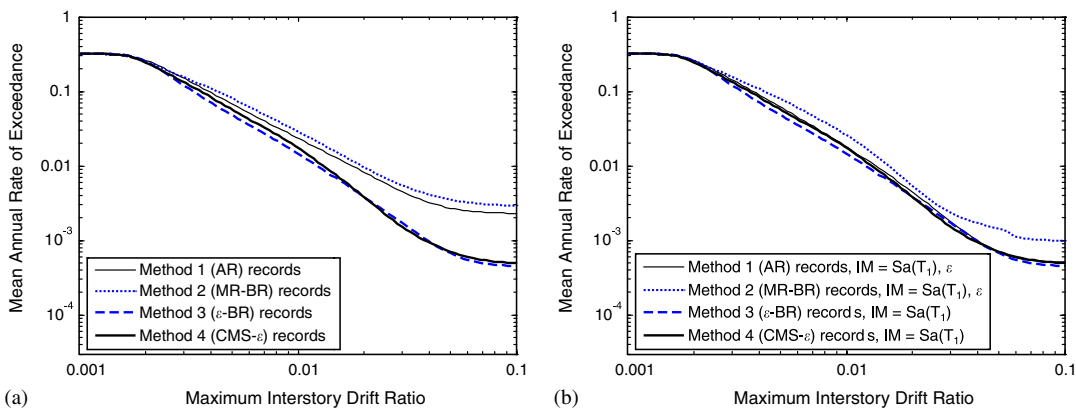 1
0.1
0.01
10⁻³
10⁻⁴
Mean Annual Rate of Exceedance
Method 1 (AR) records
Method 2 (MR-BR) records
Method 3 (ε-BR) records
Method 4 (CMS-ε) records
0.001
0.01
0.1
(a)
Maximum Interstory Drift Ratio
1
0.1
0.01
10⁻³
10⁻⁴
Mean Annual Rate of Exceedance
Method 1 (AR) records, IM = Sa(T₁), ε
Method 2 (MR-BR) records, IM = Sa(T₁), ε
Method 3 (ε-BR) records, IM = Sa(T₁)
Method 4 (CMS-ε) records, IM = Sa(T₁)
0.001
0.01
0.1
(b)
Maximum Interstory Drift Ratio